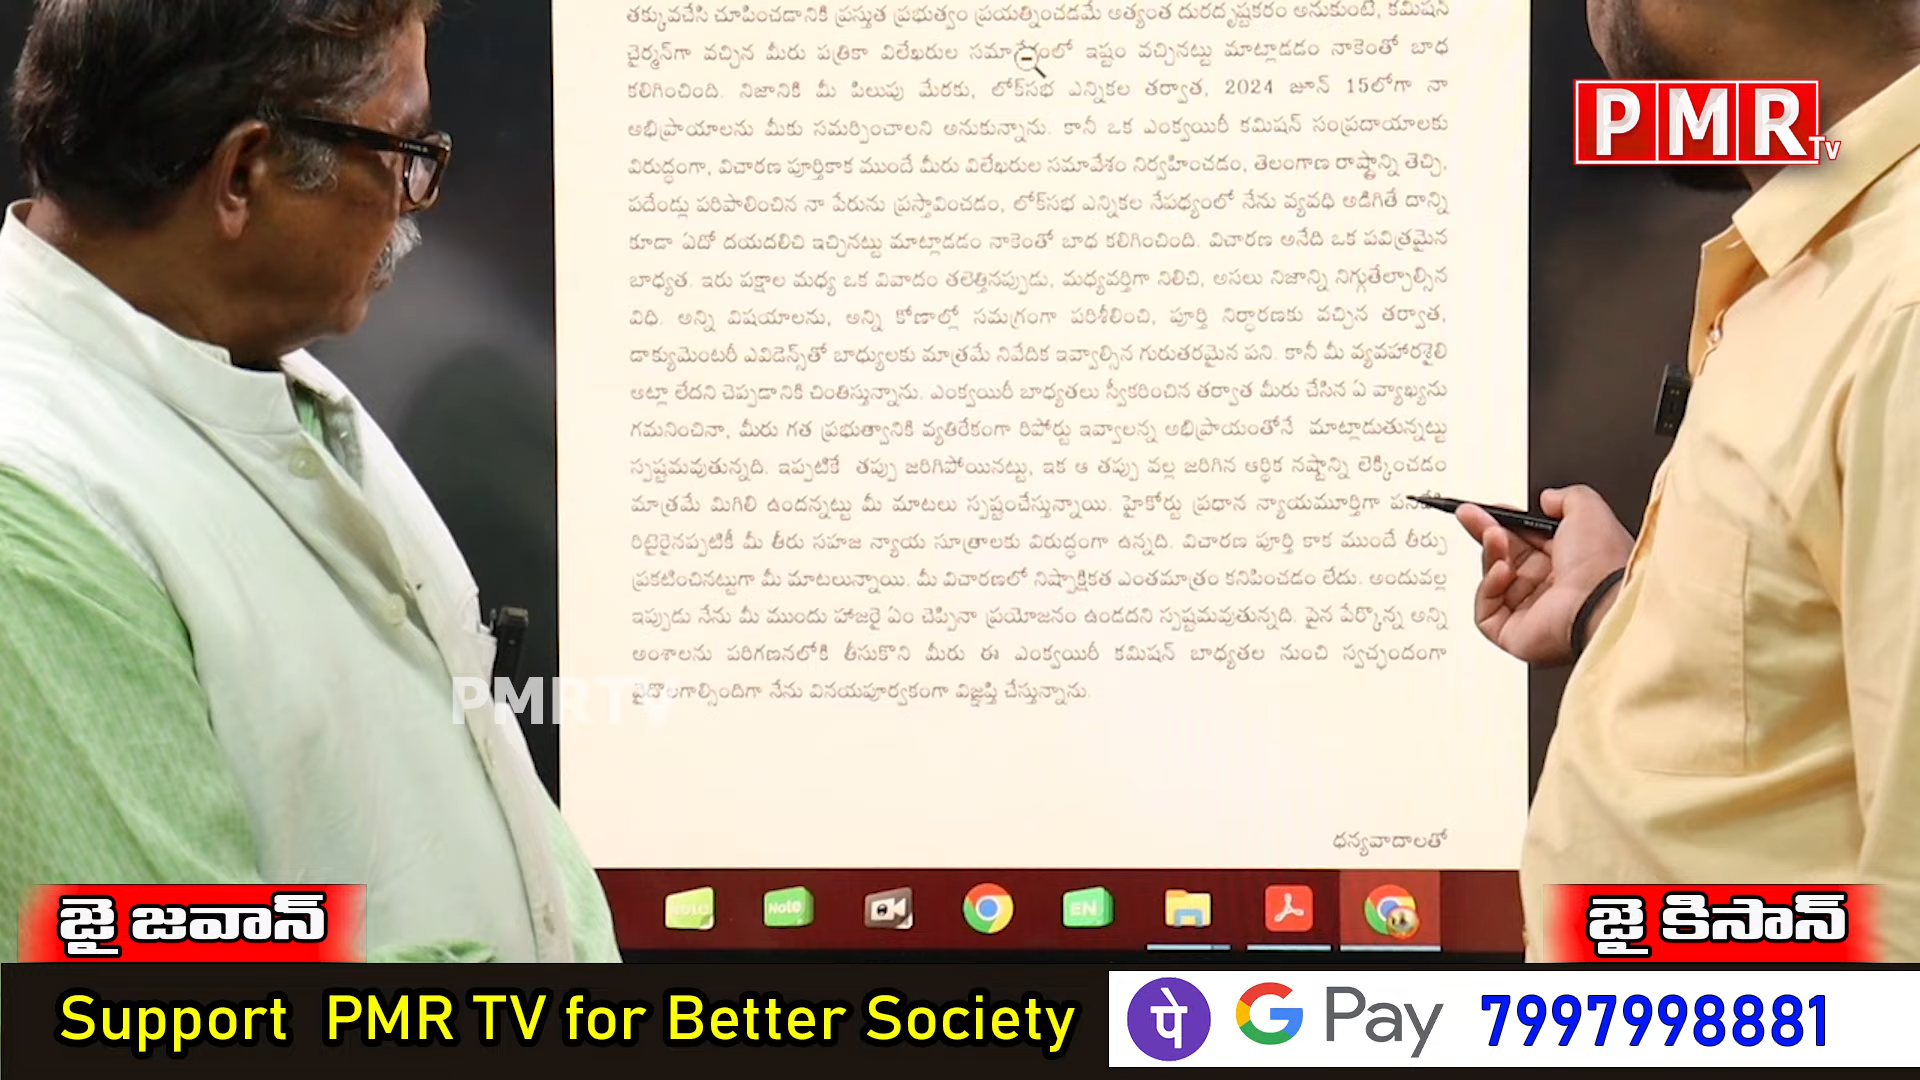 తక్కువచేసి చూపించడానికి ప్రస్తుత ప్రభుత్వం ప్రయత్నించడమే అత్యంత దురదృష్టకరం అనుకుంటే, కమిషన్
చైర్మన్‌గా వచ్చిన మీరు పత్రికా విలేఖరుల సమావేశంలో ఇష్టం వచ్చినట్టు మాట్లాడడం నాకెంతో బాధ
కలిగించింది. నిజానికి మీ పిలుపు మేరకు, లోక్‌సభ ఎన్నికల తర్వాత, 2024 జూన్ 15లోగా నా
అభిప్రాయాలను మీకు సమర్పించాలని అనుకున్నాను. కానీ ఒక ఎంక్వయిరీ కమిషన్ సంప్రదాయాలకు
విరుద్ధంగా, విచారణ పూర్తికాక ముందే మీరు విలేఖరుల సమావేశం నిర్వహించడం, తెలంగాణ రాష్ట్రాన్ని తెచ్చి,
పదేండ్లు పరిపాలించిన నా పేరును ప్రస్తావించడం, లోక్‌సభ ఎన్నికల నేపథ్యంలో నేను వ్యవధి అడిగితే దాన్ని
కూడా ఏదో దయదలిచి ఇచ్చినట్టు మాట్లాడడం నాకెంతో బాధ కలిగించింది. విచారణ అనేది ఒక పవిత్రమైన
బాధ్యత. ఇరు పక్షాల మధ్య ఒక వివాదం తలెత్తినప్పుడు, మధ్యవర్తిగా నిలిచి, అసలు నిజాన్ని నిగ్గుతేల్చాల్సిన
విధి. అన్ని విషయాలను, అన్ని కోణాల్లో సమగ్రంగా పరిశీలించి, పూర్తి నిర్ధారణకు వచ్చిన తర్వాత,
డాక్యుమెంటరీ ఎవిడెన్స్‌తో బాధ్యులకు మాత్రమే నివేదిక ఇవ్వాల్సిన గురుతరమైన పని. కానీ మీ వ్యవహారశైలి
అట్లా లేదని చెప్పడానికి చింతిస్తున్నాను. ఎంక్వయిరీ బాధ్యతలు స్వీకరించిన తర్వాత మీరు చేసిన ఏ వ్యాఖ్యను
గమనించినా, మీరు గత ప్రభుత్వానికి వ్యతిరేకంగా రిపోర్టు ఇవ్వాలన్న అభిప్రాయంతోనే మాట్లాడుతున్నట్టు
స్పష్టమవుతున్నది. ఇప్పటికే తప్పు జరిగిపోయినట్టు, ఇక ఆ తప్పు వల్ల జరిగిన ఆర్థిక నష్టాన్ని లెక్కించడం
మాత్రమే మిగిలి ఉందన్నట్టు మీ మాటలు స్పష్టంచేస్తున్నాయి. హైకోర్టు ప్రధాన న్యాయమూర్తిగా
రిటైరైనప్పటికీ మీ తీరు సహజ న్యాయ సూత్రాలకు విరుద్ధంగా ఉన్నది. విచారణ పూర్తి కాక ముందే తీర్పు
ప్రకటించినట్టుగా మీ మాటలున్నాయి. మీ విచారణలో నిష్పాక్షికత ఎంతమాత్రం కనిపించడం లేదు. అందువల్ల
ఇప్పుడు నేను మీ ముందు హాజరై ఏం చెప్పినా ప్రయోజనం ఉండదని స్పష్టమవుతున్నది. పైన పేర్కొన్న అన్ని
అంశాలను పరిగణనలోకి తీసుకొని మీరు ఈ ఎంక్వయిరీ కమిషన్ బాధ్యతల నుంచి స్వచ్ఛందంగా
వైదొలగాల్సిందిగా నేను వినయపూర్వకంగా విజ్ఞప్తి చేస్తున్నాను.
ధన్యవాదాలతో
PMR TV
PMRTV
Note
EN
జై జవాన్
జై కిసాన్
Support PMR TV for Better Society
पे G Pay 7997998881